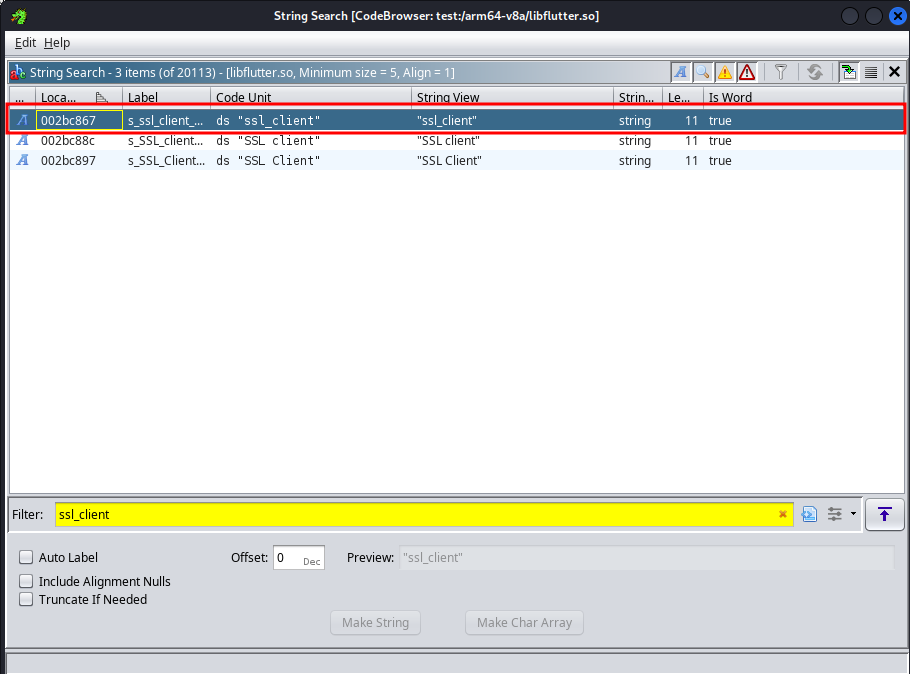 String Search [CodeBrowser: test:/arm64-v8a/libflutter.so]
Edit Help
String Search - 3 items (of 20113) - [libflutter.so, Minimum size = 5, Align = 1]
... Loca... Label Code Unit String View Strin... Le... Is Word
A 002bc867 s_ssl_client_... ds "ssl_client" "ssl_client" string 11 true
A 002bc88c s_SSL_client... ds "SSL client" "SSL client" string 11 true
A 002bc897 s_SSL_Client... ds "SSL Client" "SSL Client" string 11 true
Filter: ssl_client
Auto Label Offset: 0 Dec Preview: "ssl_client"
Include Alignment Nulls
Truncate If Needed
Make String Make Char Array